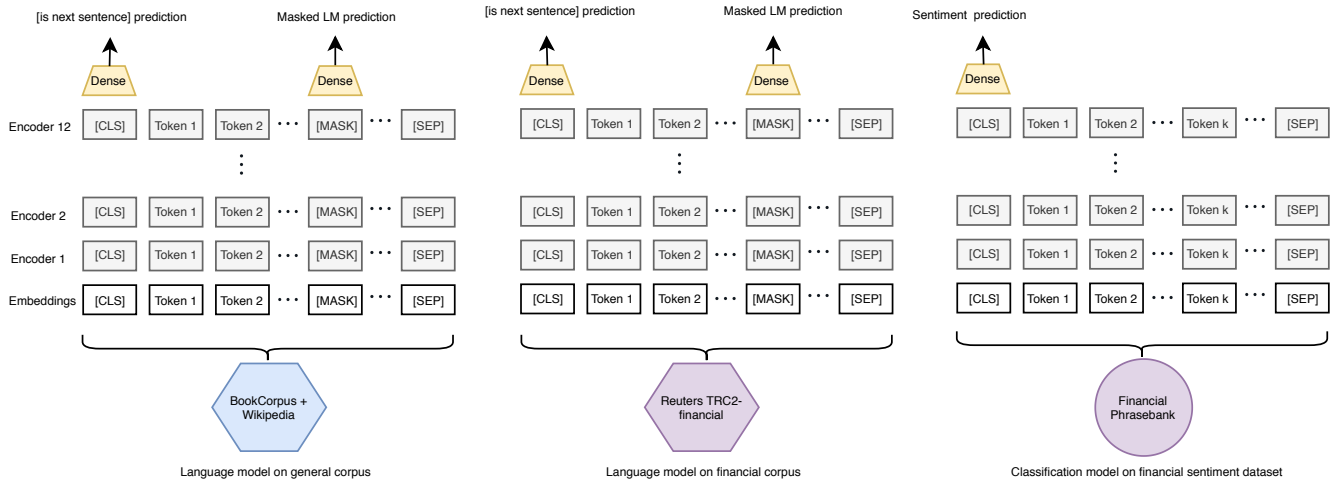 [is next sentence] prediction
Masked LM prediction
[is next sentence] prediction
Masked LM prediction
Sentiment prediction
Dense
Dense
Dense
Dense
Dense
Encoder 12
[CLS] Token 1 Token 2 ••• [MASK] ••• [SEP]
[CLS] Token 1 Token 2 ••• [MASK] ••• [SEP]
[CLS] Token 1 Token 2 ••• Token k ••• [SEP]
Encoder 2
[CLS] Token 1 Token 2 ••• [MASK] ••• [SEP]
[CLS] Token 1 Token 2 ••• [MASK] ••• [SEP]
[CLS] Token 1 Token 2 ••• Token k ••• [SEP]
Encoder 1
[CLS] Token 1 Token 2 ••• [MASK] ••• [SEP]
[CLS] Token 1 Token 2 ••• [MASK] ••• [SEP]
[CLS] Token 1 Token 2 ••• Token k ••• [SEP]
Embeddings
[CLS] Token 1 Token 2 ••• [MASK] ••• [SEP]
[CLS] Token 1 Token 2 ••• [MASK] ••• [SEP]
[CLS] Token 1 Token 2 ••• Token k ••• [SEP]
BookCorpus +
Wikipedia
Reuters TRC2-
financial
Financial
Phrasebank
Language model on general corpus
Language model on financial corpus
Classification model on financial sentiment dataset